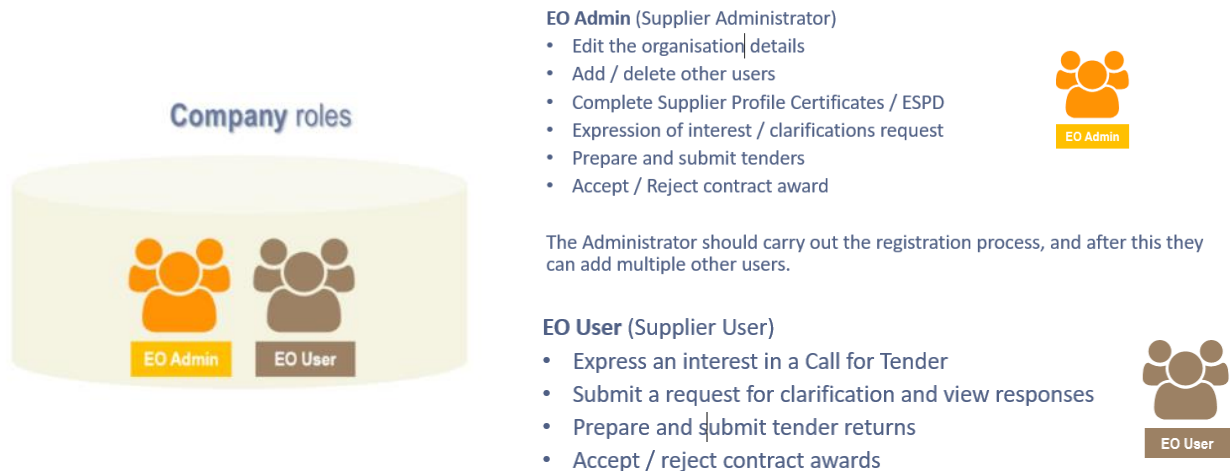 Company roles
EO Admin
EO User
EO Admin (Supplier Administrator)
• Edit the organisation details
• Add / delete other users
• Complete Supplier Profile Certificates / ESPD
• Expression of interest / clarifications request
• Prepare and submit tenders
• Accept / Reject contract award
EO Admin
The Administrator should carry out the registration process, and after this they
can add multiple other users.
EO User (Supplier User)
• Express an interest in a Call for Tender
• Submit a request for clarification and view responses
• Prepare and submit tender returns
• Accept / reject contract awards
EO User